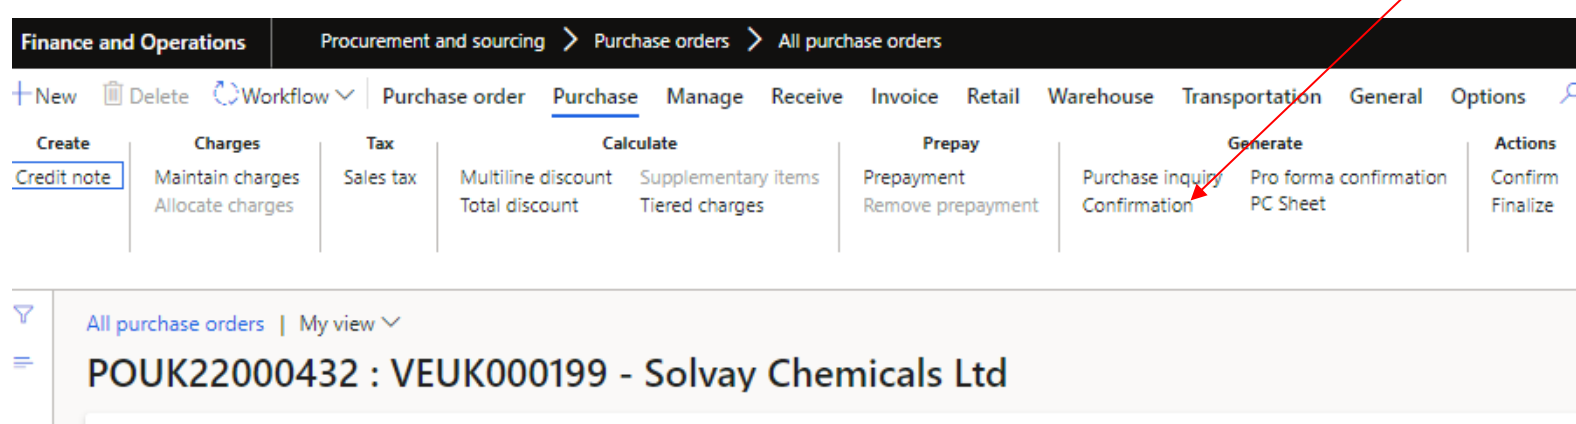 Finance and Operations Procurement and sourcing > Purchase orders > All purchase orders
+ New Delete Workflow Purchase order Purchase Manage Receive Invoice Retail Warehouse Transportation General Options
Create Charges Tax Calculate Prepay Generate Actions
Credit note Maintain charges Sales tax Multiline discount Supplementary items Prepayment Purchase inquiry Pro forma confirmation Confirm
Allocate charges Total discount Tiered charges Remove prepayment Confirmation PC Sheet Finalize
All purchase orders | My view
POUK22000432 : VEUK000199 - Solvay Chemicals Ltd